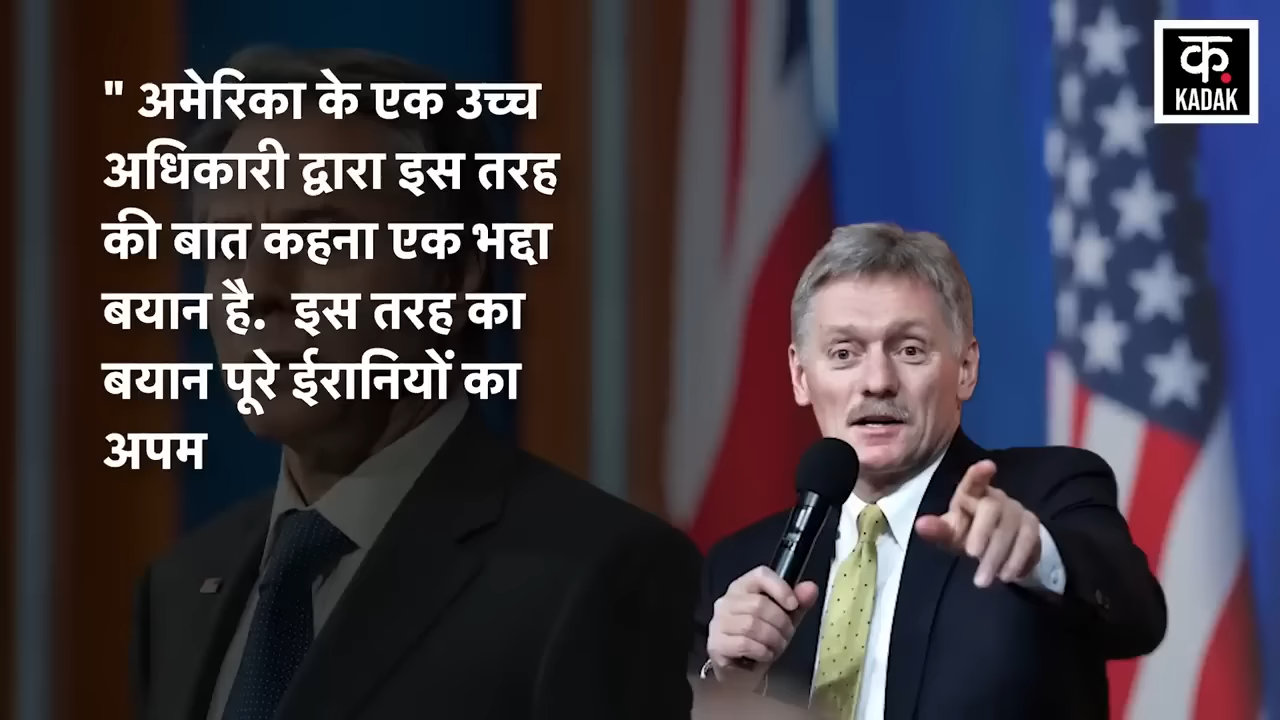 " अमेरिका के एक उच्च
अधिकारी द्वारा इस तरह
की बात कहना एक भद्दा
बयान है. इस तरह का
बयान पूरे ईरानियों का
अपम
क
KADAK